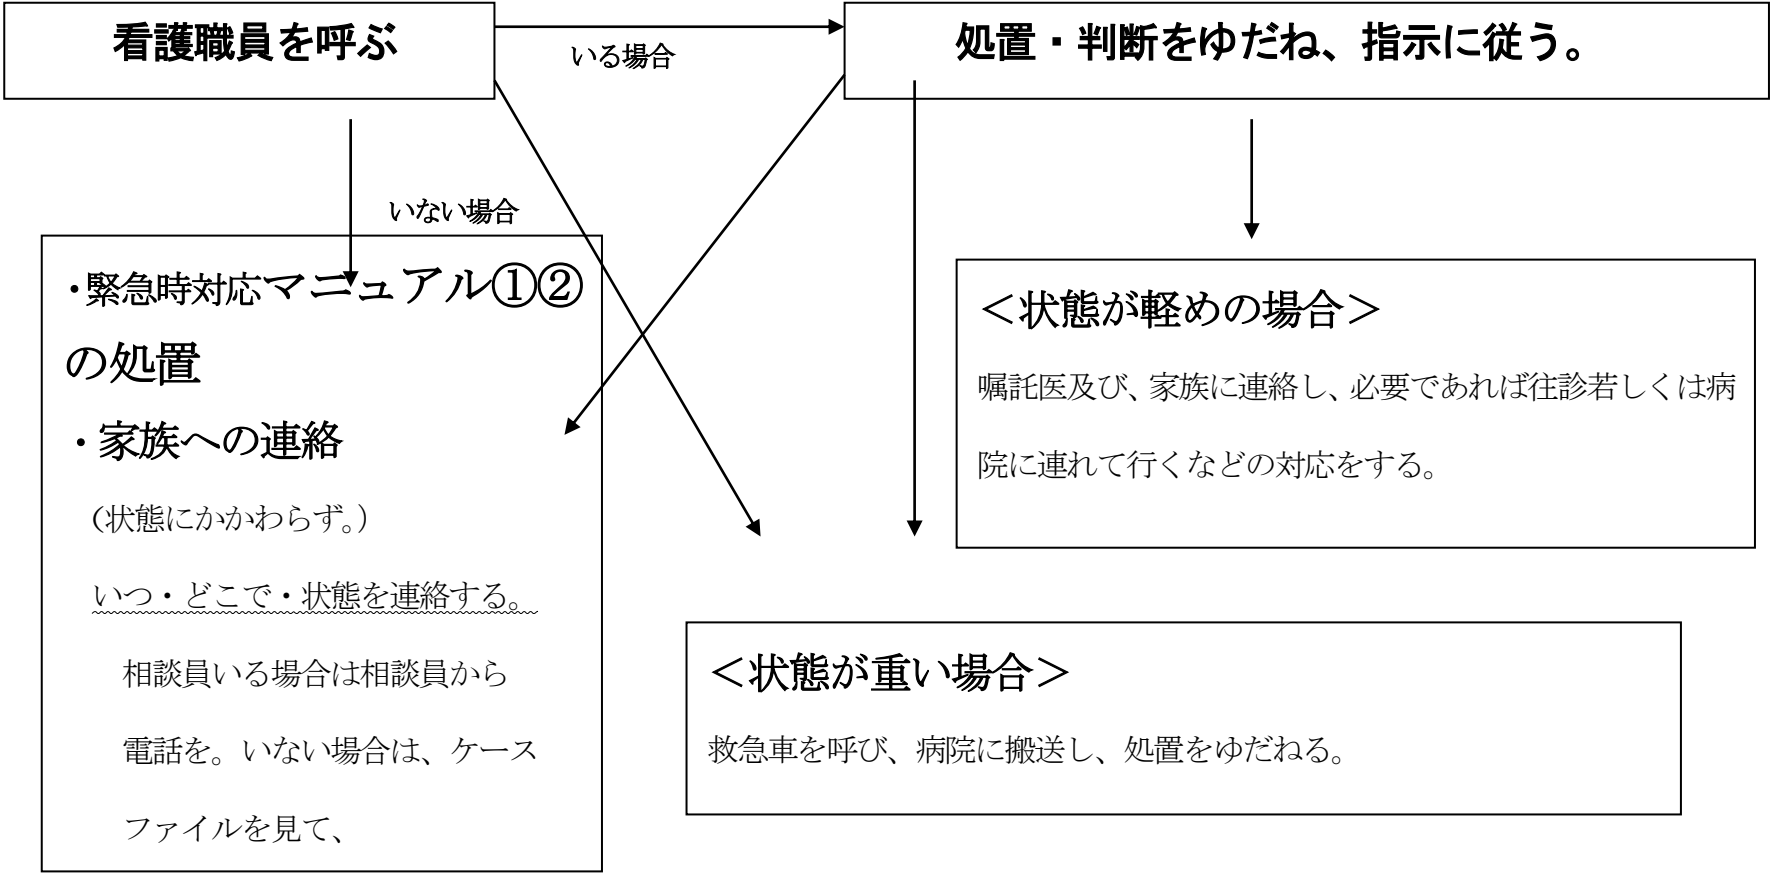 看護職員を呼ぶ
いる場合
処置・判断をゆだね、指示に従う。
いない場合
・緊急時対応マニュアル①②
の処置
・家族への連絡
（状態にかかわらず。）
いつ・どこで・状態を連絡する。
相談員いる場合は相談員から
電話を。いない場合は、ケース
ファイルを見て、
＜状態が軽めの場合＞
嘱託医及び、家族に連絡し、必要であれば往診若しくは病
院に連れて行くなどの対応をする。
＜状態が重い場合＞
救急車を呼び、病院に搬送し、処置をゆだねる。